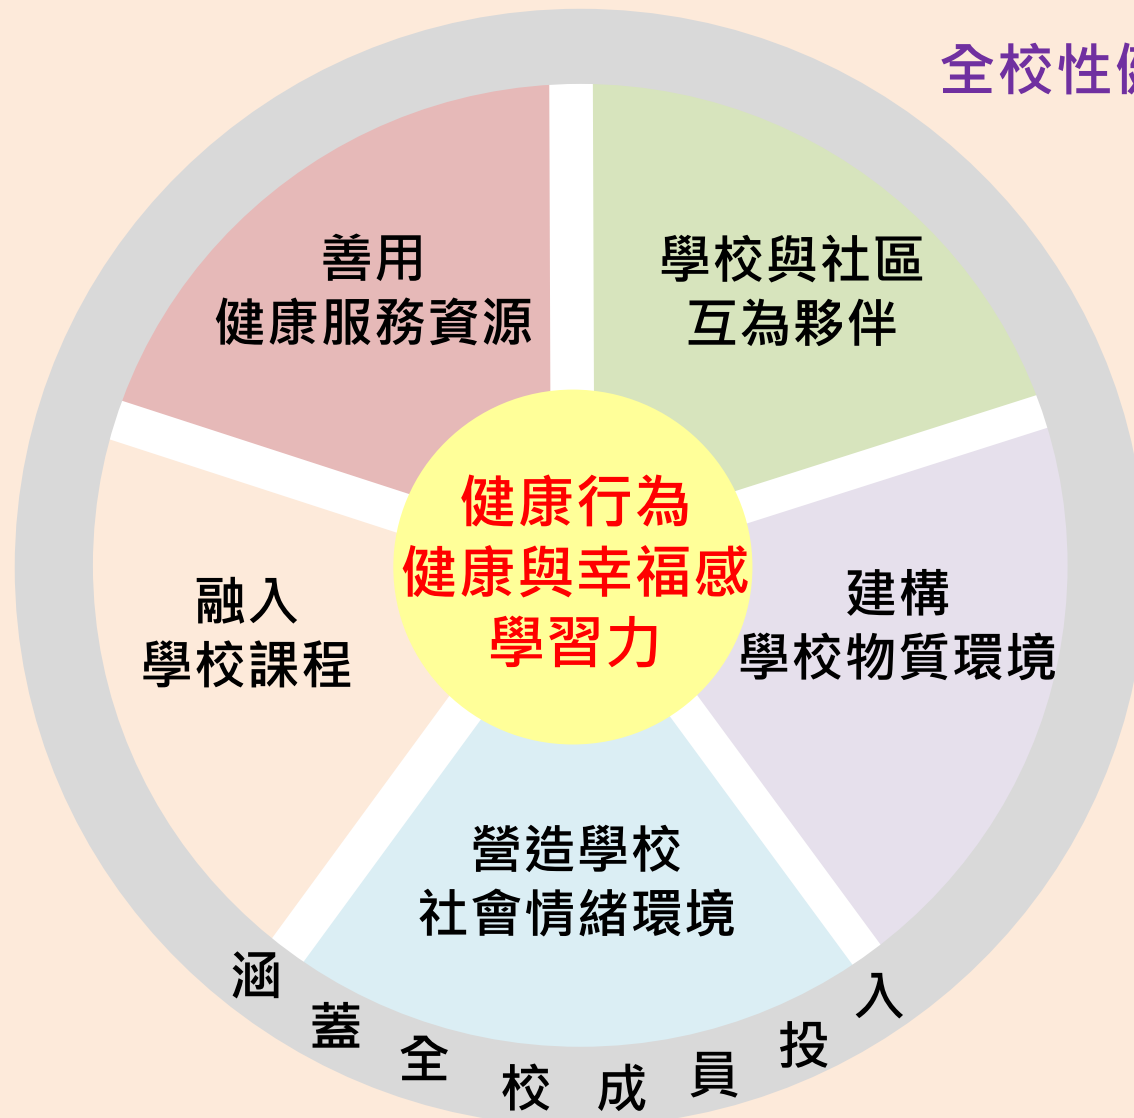 全校性
善用
健康服務資源
學校與社區
互為夥伴
健康行為
健康與幸福感
學習力
融入
學校課程
建構
學校物質環境
營造學校
社會情緒環境
涵蓋全校成員投入